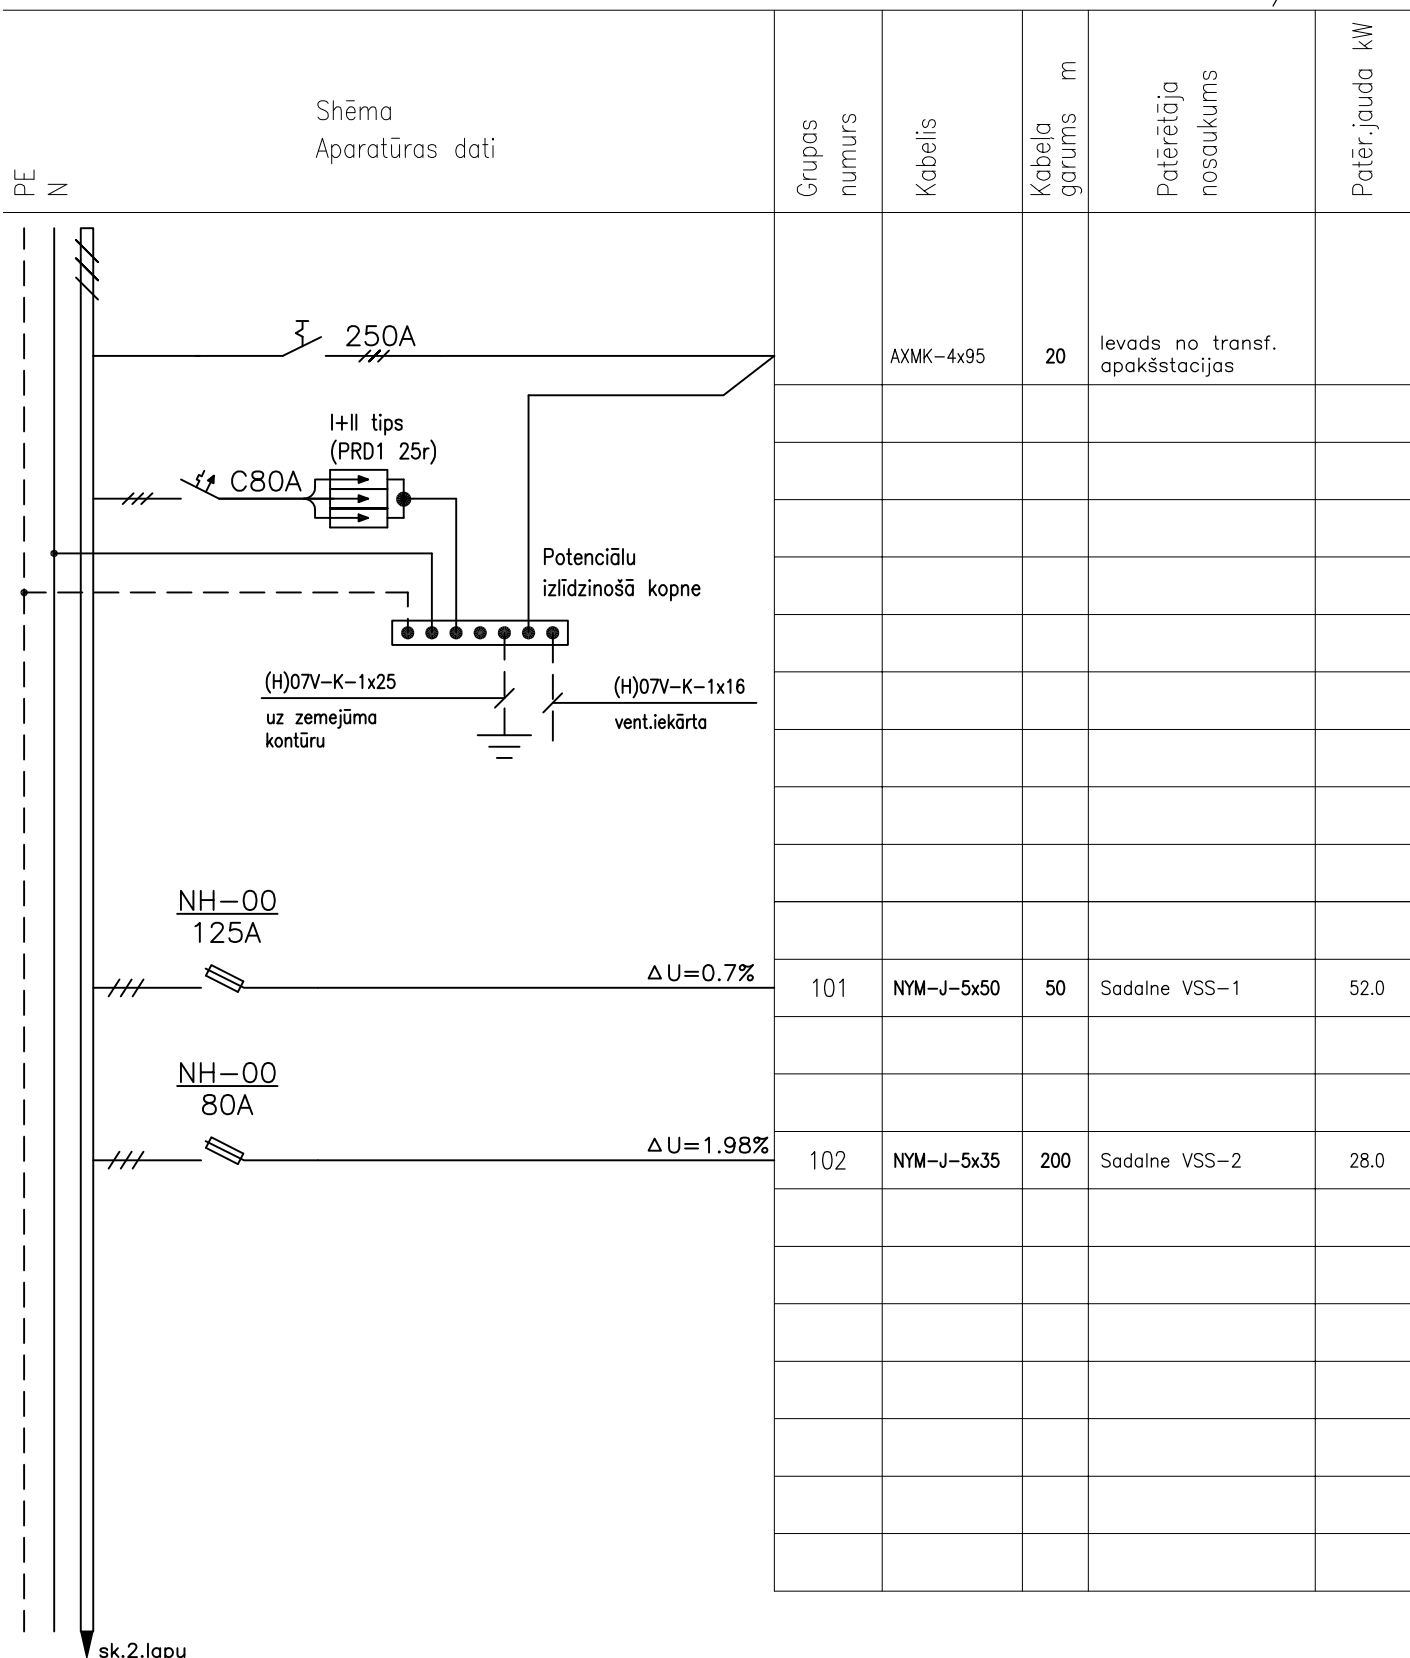 PE
N
Shēma
Aparatūras dati
Grupas
numurs
Kabelis
Kabeļa
garums m
Patērētāja
nosaukums
Patēr.jauda kW
250A
AXMK-4x95
20
Ievads no transf.
apakšstacijas
I+II tips
(PRD1 25r)
C80A
Potenciālu
izlīdzinošā kopne
(H)07V-K-1x25
uz zemejūma
kontūru
(H)07V-K-1x16
vent.iekārta
NH-00
125A
ΔU=0.7%
101
NYM-J-5x50
50
Sadalne VSS-1
52.0
NH-00
80A
ΔU=1.98%
102
NYM-J-5x35
200
Sadalne VSS-2
28.0
sk.2.lapu